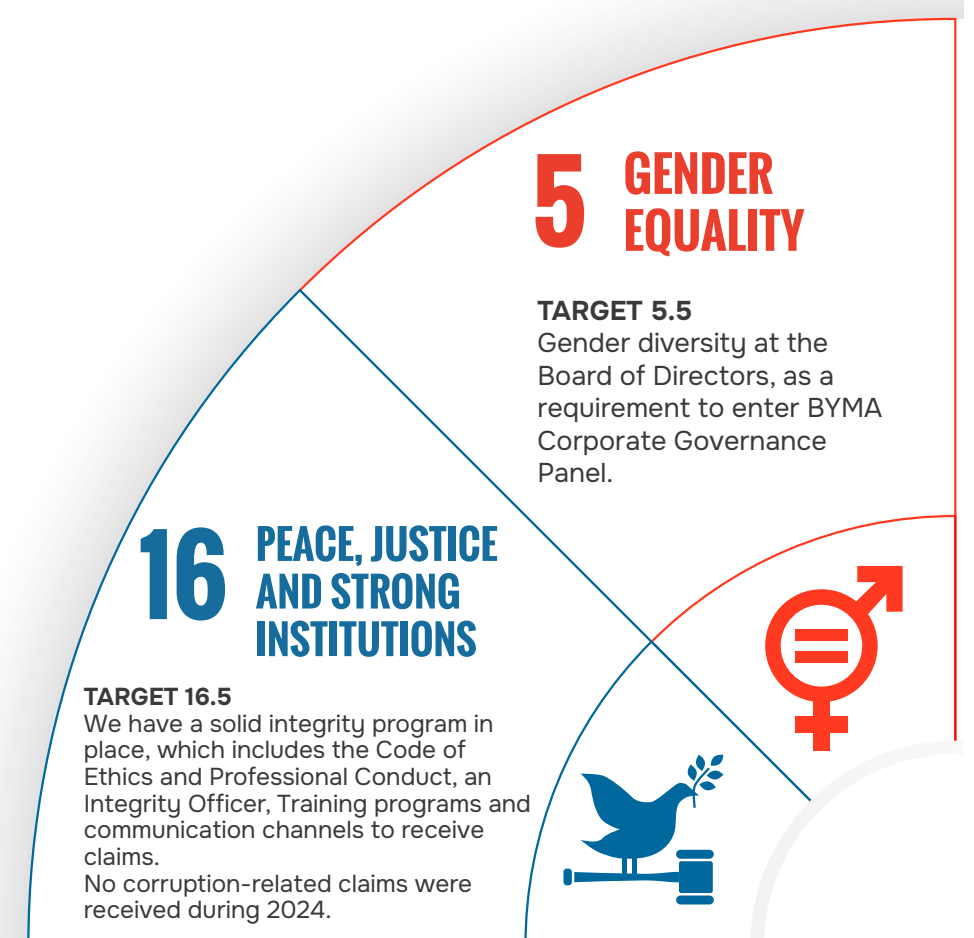 5 GENDER
EQUALITY
TARGET 5.5
Gender diversity at the
Board of Directors, as a
requirement to enter BYMA
Corporate Governance
Panel.
16 PEACE, JUSTICE
AND STRONG
INSTITUTIONS
TARGET 16.5
We have a solid integrity program in
place, which includes the Code of
Ethics and Professional Conduct, an
Integrity Officer, Training programs and
communication channels to receive
claims.
No corruption-related claims were
received during 2024.